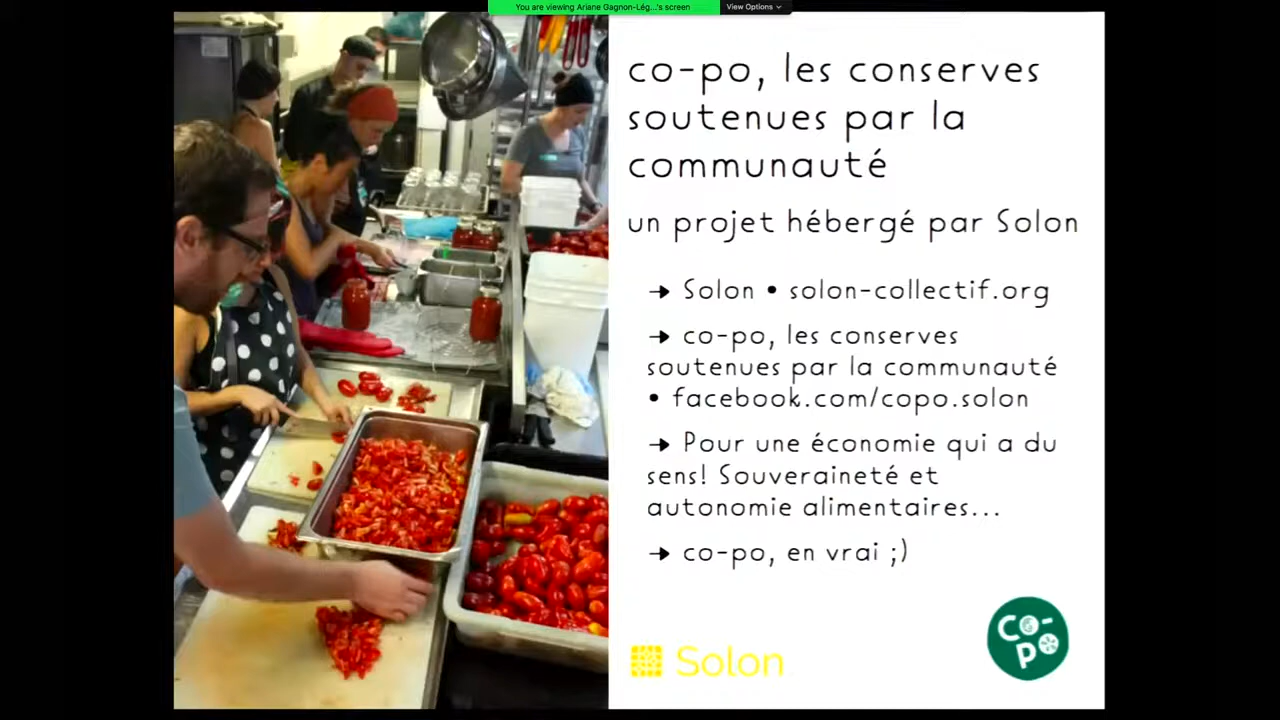 You are viewing Ariane Gagnon-Lég...'s screen
View Options
co-po, les conserves
soutenues par la
communauté
un projet hébergé par Solon
→ Solon • solon-collectif.org
→ co-po, les conserves
soutenues par la communauté
• facebook.com/copo.solon
→ Pour une économie qui a du
sens! Souveraineté et
autonomie alimentaires...
→ co-po, en vrai ;)
Solon
CO-
PO